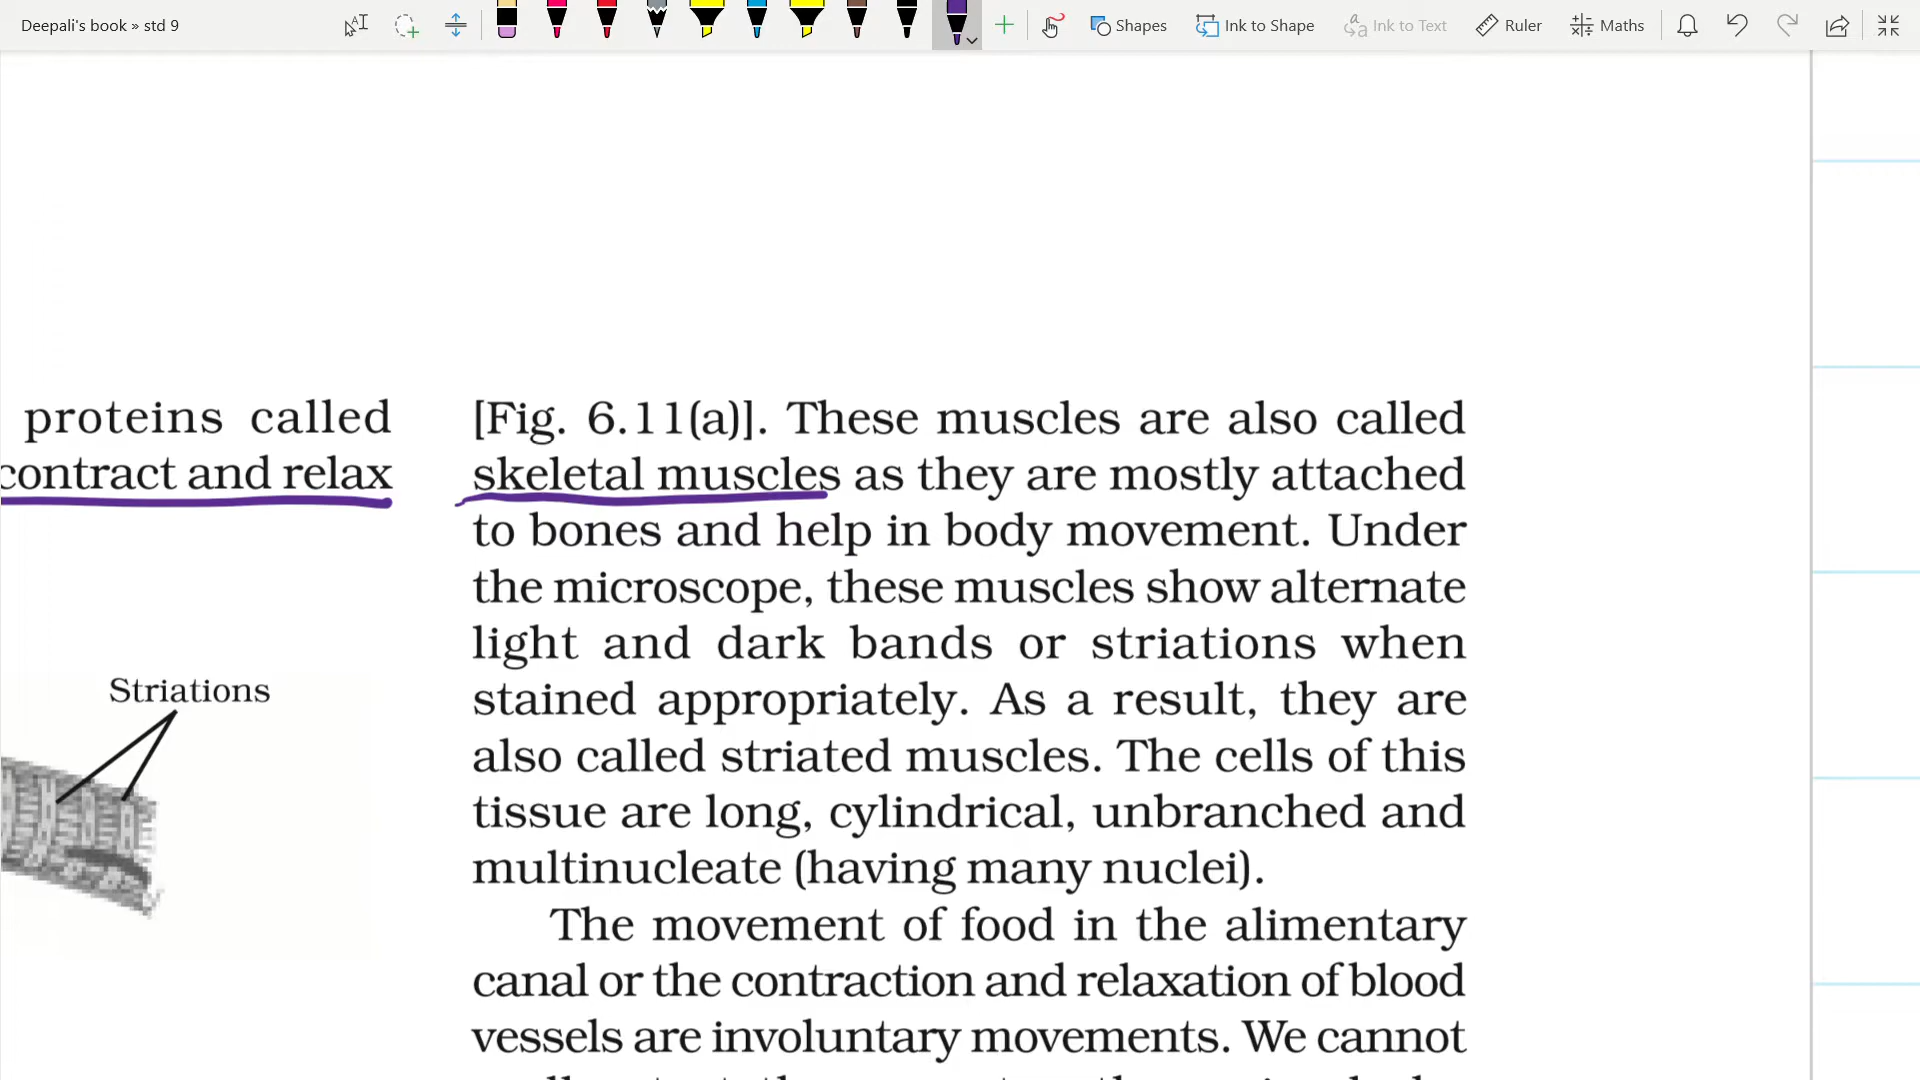 Deepali's book » std 9
Shapes
Ink to Shape
Ink to Text
Ruler
Maths
proteins called
contract and relax
Striations
[Fig. 6.11(a)]. These muscles are also called
skeletal muscles as they are mostly attached
to bones and help in body movement. Under
the microscope, these muscles show alternate
light and dark bands or striations when
stained appropriately. As a result, they are
also called striated muscles. The cells of this
tissue are long, cylindrical, unbranched and
multinucleate (having many nuclei).
The movement of food in the alimentary
canal or the contraction and relaxation of blood
vessels are involuntary movements. We cannot